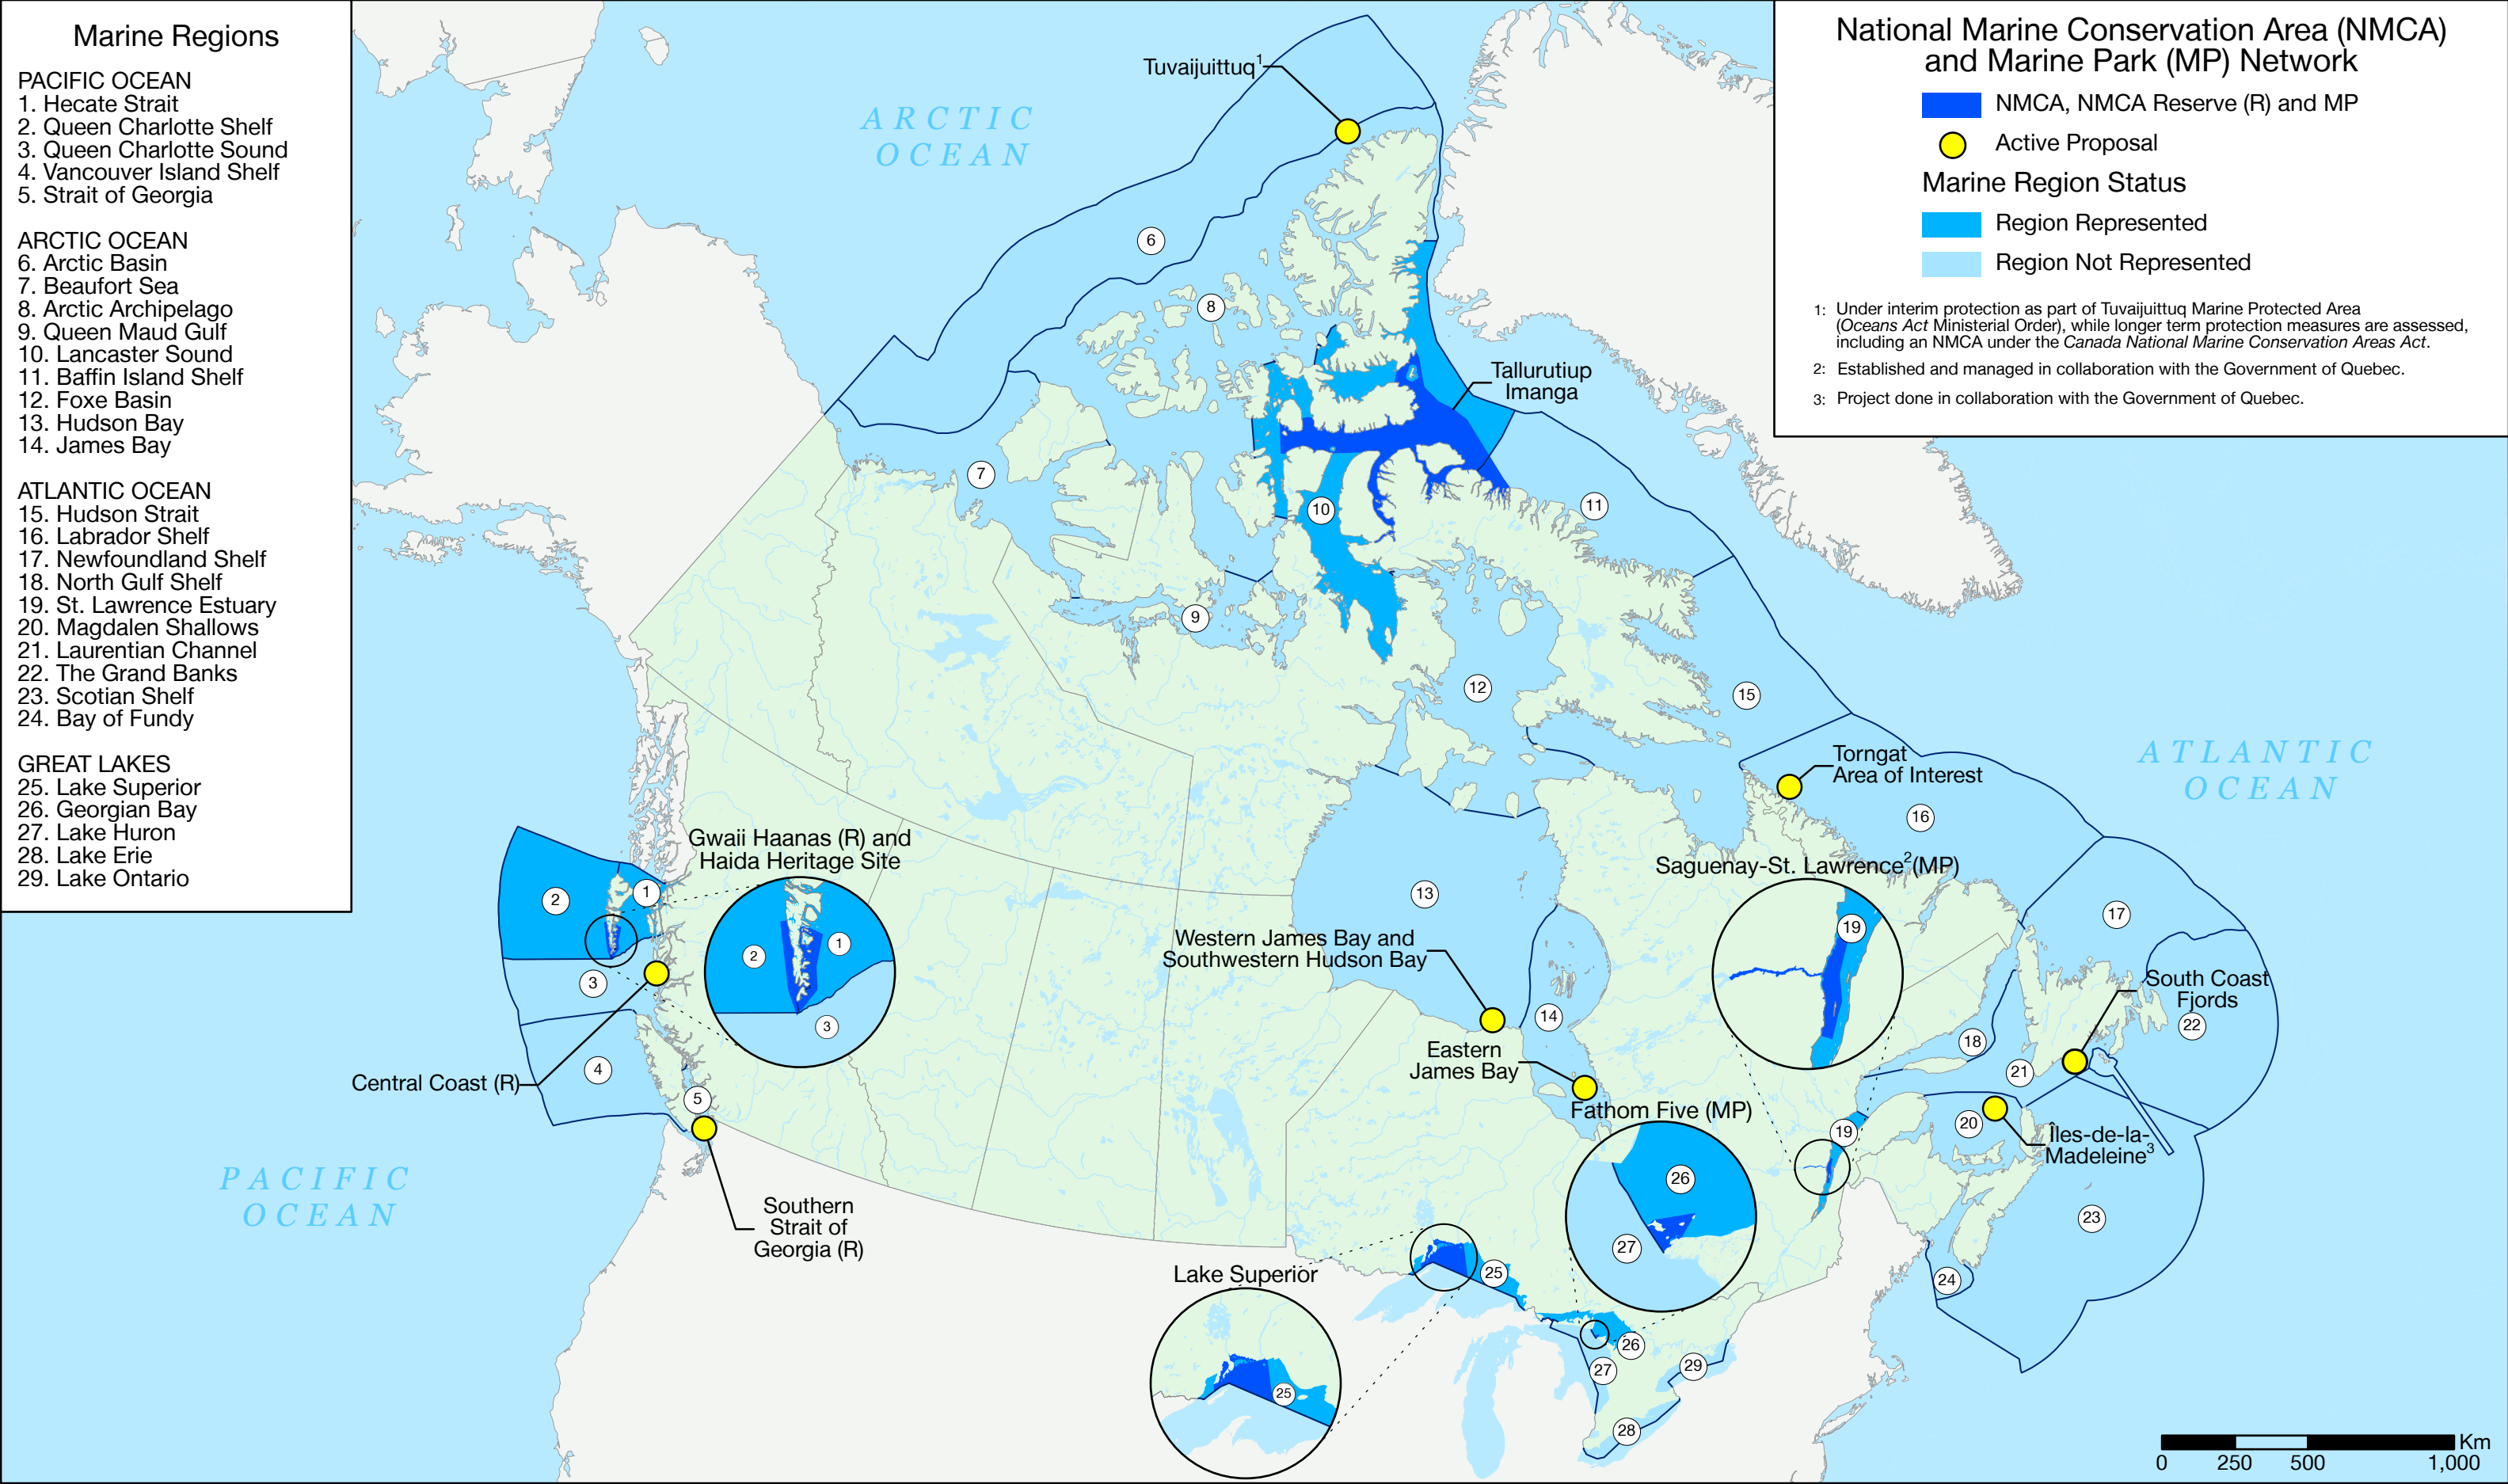 Marine Regions
PACIFIC OCEAN
1. Hecate Strait
2. Queen Charlotte Shelf
3. Queen Charlotte Sound
4. Vancouver Island Shelf
5. Strait of Georgia
ARCTIC OCEAN
6. Arctic Basin
7. Beaufort Sea
8. Arctic Archipelago
9. Queen Maud Gulf
10. Lancaster Sound
11. Baffin Island Shelf
12. Foxe Basin
13. Hudson Bay
14. James Bay
ATLANTIC OCEAN
15. Hudson Strait
16. Labrador Shelf
17. Newfoundland Shelf
18. North Gulf Shelf
19. St. Lawrence Estuary
20. Magdalen Shallows
21. Laurentian Channel
22. The Grand Banks
23. Scotian Shelf
24. Bay of Fundy
GREAT LAKES
25. Lake Superior
26. Georgian Bay
27. Lake Huron
28. Lake Erie
29. Lake Ontario
National Marine Conservation Area (NMCA)
and Marine Park (MP) Network
NMCA, NMCA Reserve (R) and MP
Active Proposal
Marine Region Status
Region Represented
Region Not Represented
1: Under interim protection as part of Tuvaijuittuq Marine Protected Area
(Oceans Act Ministerial Order), while longer term protection measures are assessed,
including an NMCA under the Canada National Marine Conservation Areas Act.
2: Established and managed in collaboration with the Government of Quebec.
3: Project done in collaboration with the Government of Quebec.
Tuvaijuittuq1
ARCTIC
OCEAN
6
8
Tallurutiup
Imanga
7
10
11
9
12
15
Torngat
Area of Interest
ATLANTIC
OCEAN
16
Gwaii Haanas (R) and
Haida Heritage Site
2
1
2
1
3
3
Saguenay-St. Lawrence2(MP)
19
13
17
Western James Bay and
Southwestern Hudson Bay
South Coast
Fjords
22
14
18
21
Eastern
James Bay
Central Coast (R)
4
5
Fathom Five (MP)
26
27
19
20
Îles-de-la-
Madeleine3
PACIFIC
OCEAN
Southern
Strait of
Georgia (R)
23
24
Lake Superior
25
25
26
27
29
28
Km
0 250 500 1,000